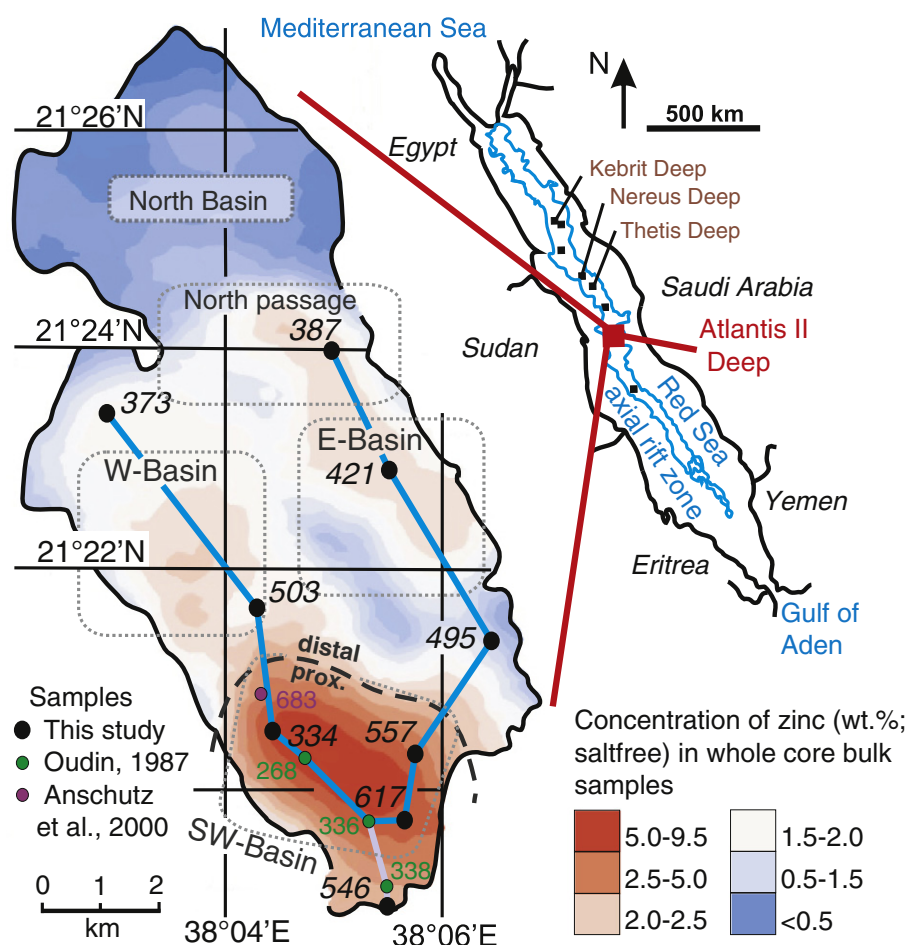 Mediterranean Sea
N
500 km
21°26'N
Egypt
Kebrit Deep
Nereus Deep
Thetis Deep
North Basin
Saudi Arabia
North passage
387
21°24'N
Sudan
Atlantis II
Deep
373
Red Sea
axial rift zone
E-Basin
W-Basin
421
Yemen
21°22'N
Eritrea
503
Gulf of
Aden
495
distal
prox.
Samples
This study
Oudin, 1987
Anschutz
et al., 2000
683
334
557
268
617
336
SW-Basin
338
546
0 1 2
km
38°04'E
38°06'E
Concentration of zinc (wt.%;
saltfree) in whole core bulk
samples
5.0-9.5
2.5-5.0
2.0-2.5
1.5-2.0
0.5-1.5
<0.5